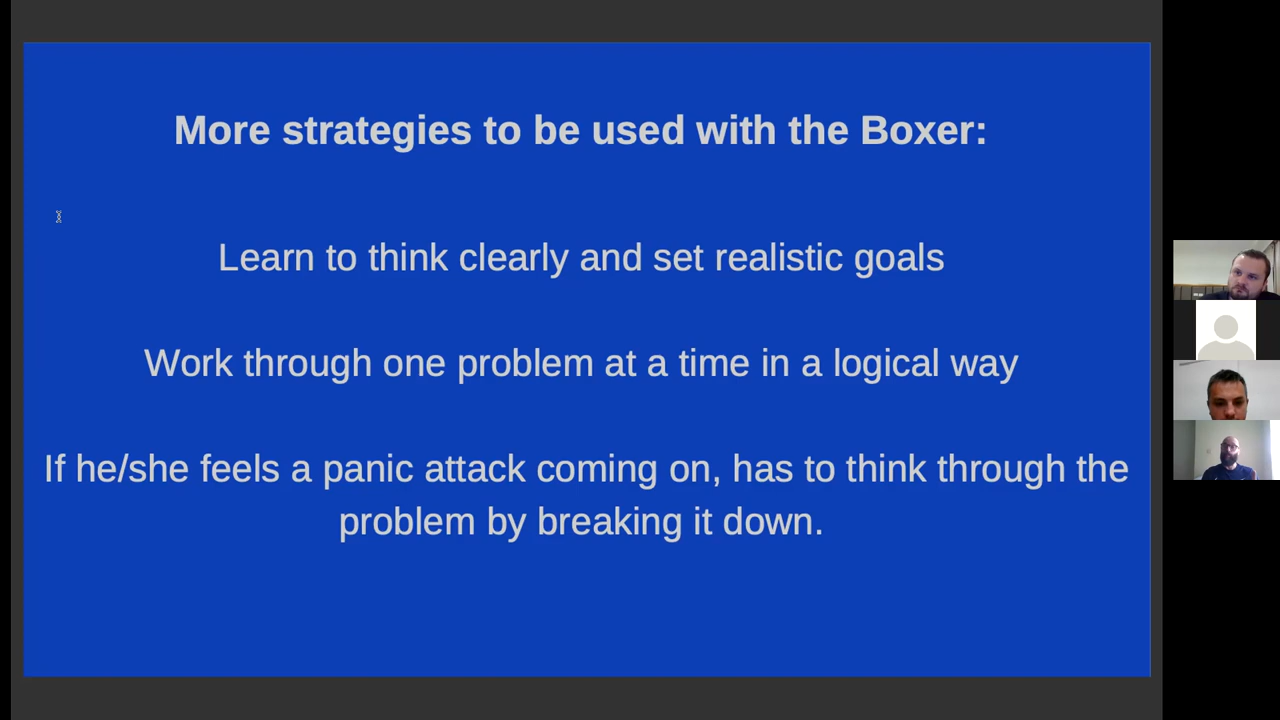 More strategies to be used with the Boxer:
Learn to think clearly and set realistic goals
Work through one problem at a time in a logical way
If he/she feels a panic attack coming on, has to think through the
problem by breaking it down.